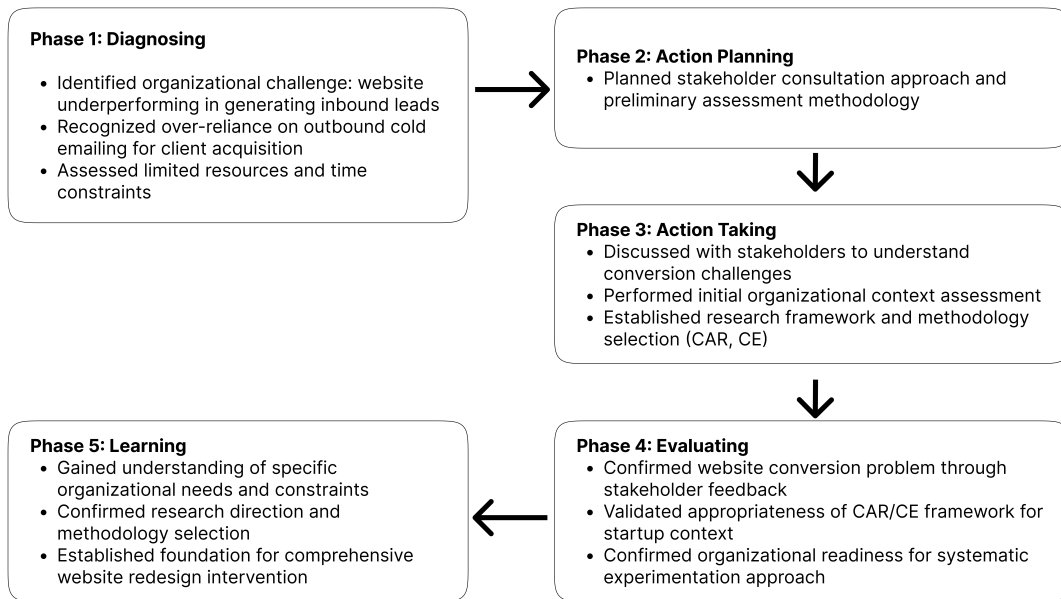 Phase 1: Diagnosing
• Identified organizational challenge: website
underperforming in generating inbound leads
• Recognized over-reliance on outbound cold
emailing for client acquisition
• Assessed limited resources and time
constraints
Phase 2: Action Planning
• Planned stakeholder consultation approach and
preliminary assessment methodology
Phase 3: Action Taking
• Discussed with stakeholders to understand
conversion challenges
• Performed initial organizational context assessment
• Established research framework and methodology
selection (CAR, CE)
Phase 4: Evaluating
• Confirmed website conversion problem through
stakeholder feedback
• Validated appropriateness of CAR/CE framework for
startup context
• Confirmed organizational readiness for systematic
experimentation approach
Phase 5: Learning
• Gained understanding of specific
organizational needs and constraints
• Confirmed research direction and
methodology selection
• Established foundation for comprehensive
website redesign intervention